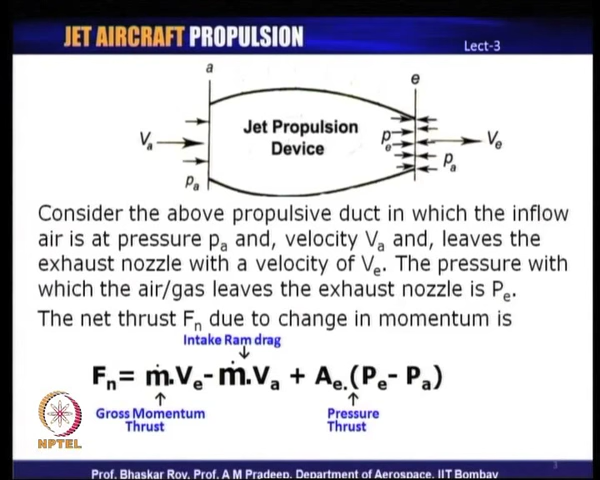 JET AIRCRAFT PROPULSION
Lect-3
a
e
Jet Propulsion
Device
Va
pa
pe
Ve
pa
Consider the above propulsive duct in which the inflow
air is at pressure pa and, velocity Va and, leaves the
exhaust nozzle with a velocity of Ve. The pressure with
which the air/gas leaves the exhaust nozzle is Pe.
The net thrust Fn due to change in momentum is
Intake Ram drag
Fn= ṁ.Ve- ṁ.Va + Ae.(Pe- Pa)
Gross Momentum
Thrust
Pressure
Thrust
NPTEL
3
Prof. Bhaskar Roy, Prof. A M Pradeep, Department of Aerospace, IIT Bombay